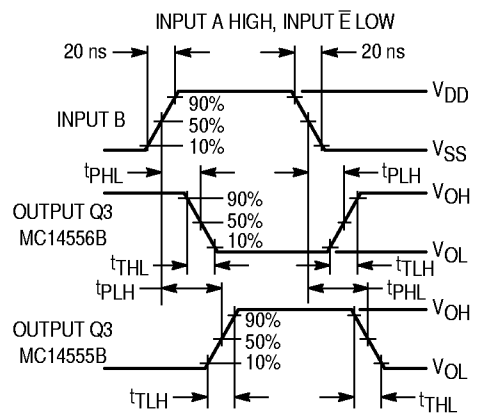 INPUT A HIGH, INPUT E̅ LOW
20 ns 20 ns
VDD
90%
INPUT B 50%
10%
VSS
tPHL tPLH
90% VOH
OUTPUT Q3 50%
MC14556B 10%
VOL
tTHL tTLH
tPLH tPHL
VOH
90%
OUTPUT Q3 50%
MC14555B 10%
VOL
tTLH tTHL